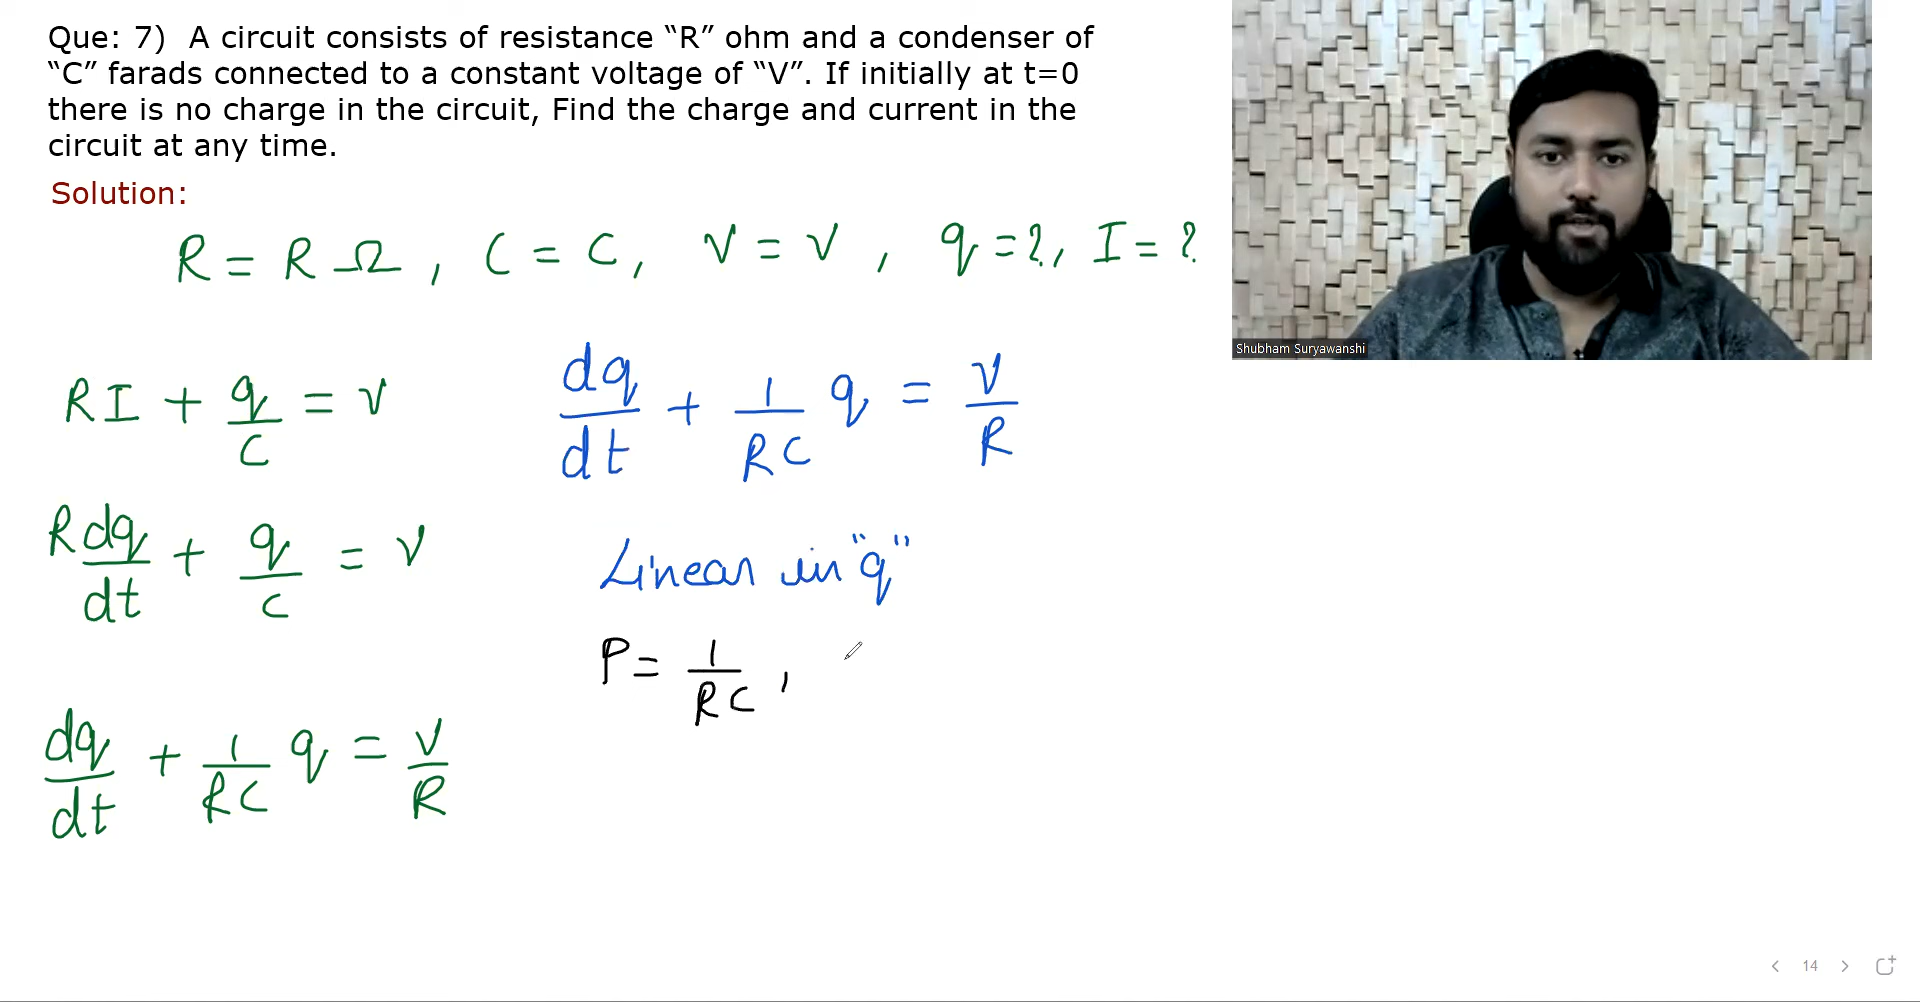 Que: 7)  A circuit consists of resistance “R” ohm and a condenser of
“C” farads connected to a constant voltage of “V”. If initially at t=0
there is no charge in the circuit, Find the charge and current in the
circuit at any time.
Solution:
R = R Ω , C = C, V = V , q = ?, I = ?
Shubham Suryawanshi
RI + q/C = V
R dq/dt + q/C = V
dq/dt + 1/RC q = V/R
dq/dt + 1/RC q = V/R
Linear in "q"
P = 1/RC ,
14